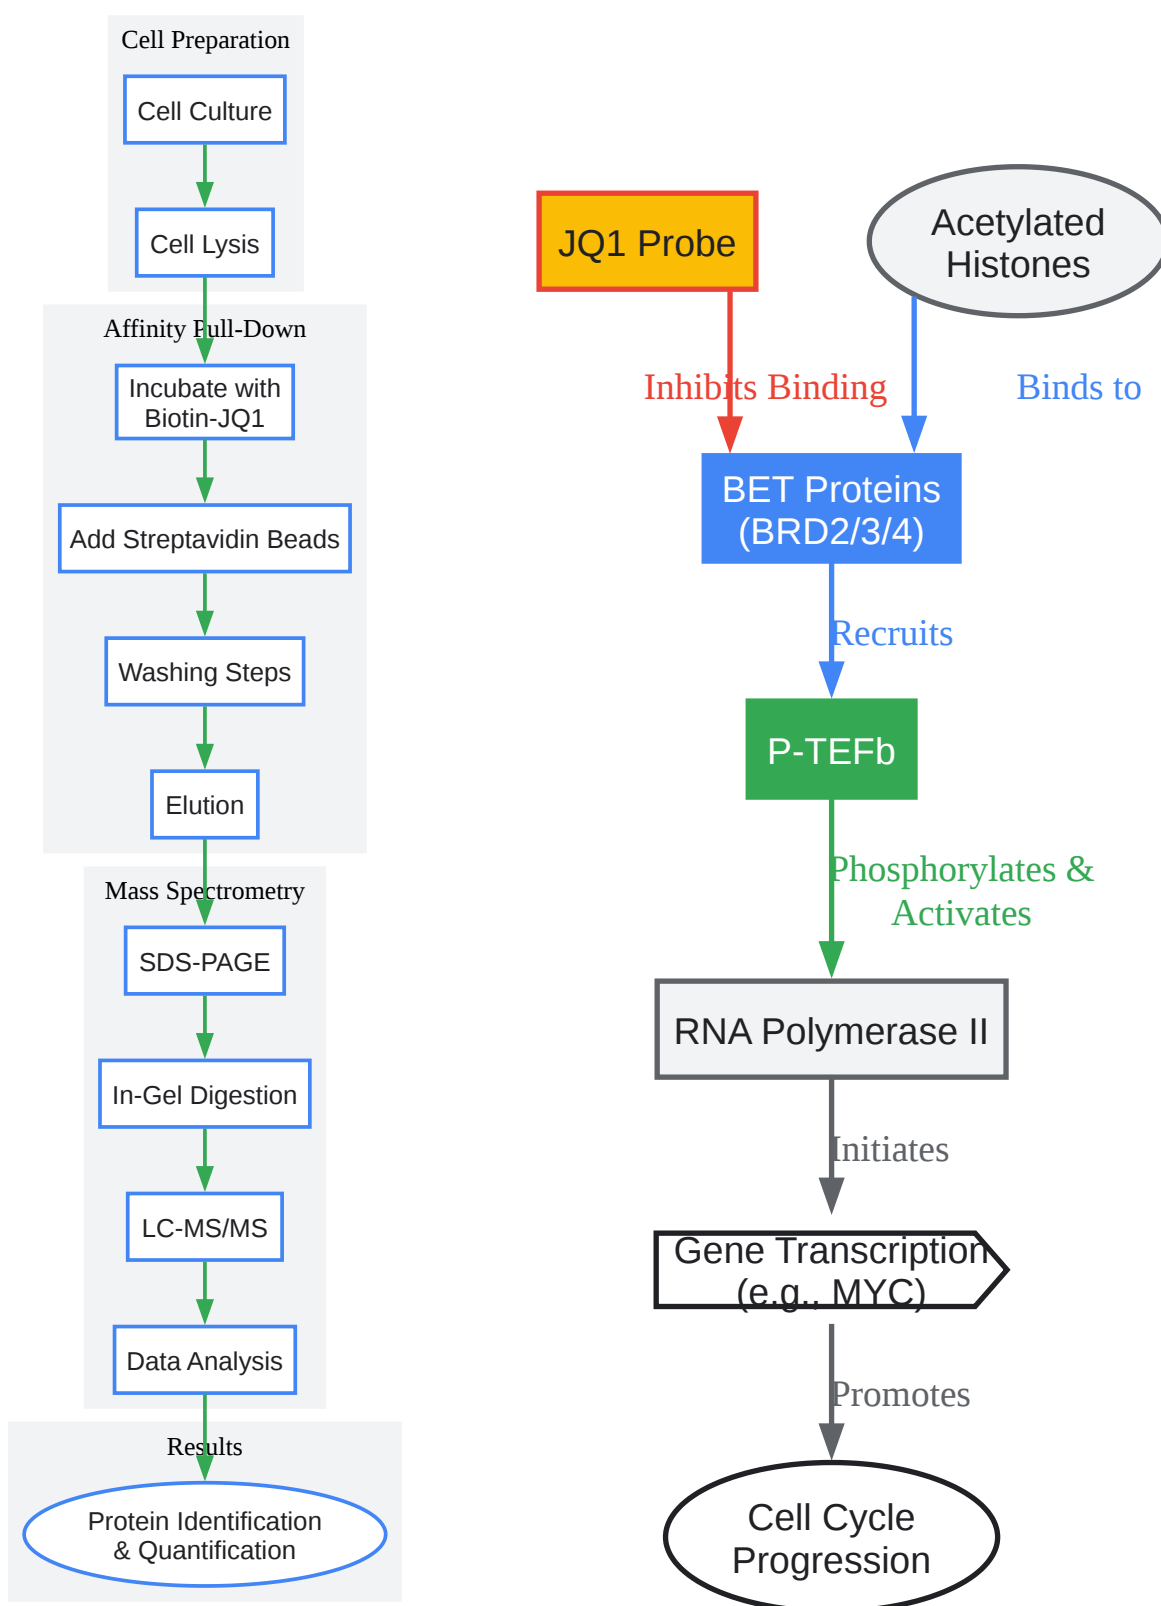 Cell Preparation
Cell Culture
Cell Lysis
Affinity Pull-Down
Incubate with
Biotin-JQ1
Add Streptavidin Beads
Washing Steps
Elution
Mass Spectrometry
SDS-PAGE
In-Gel Digestion
LC-MS/MS
Data Analysis
Results
Protein Identification
& Quantification
JQ1 Probe
Acetylated
Histones
Inhibits Binding
Binds to
BET Proteins
(BRD2/3/4)
Recruits
P-TEFb
Phosphorylates &
Activates
RNA Polymerase II
Initiates
Gene Transcription
(e.g., MYC)
Promotes
Cell Cycle
Progression